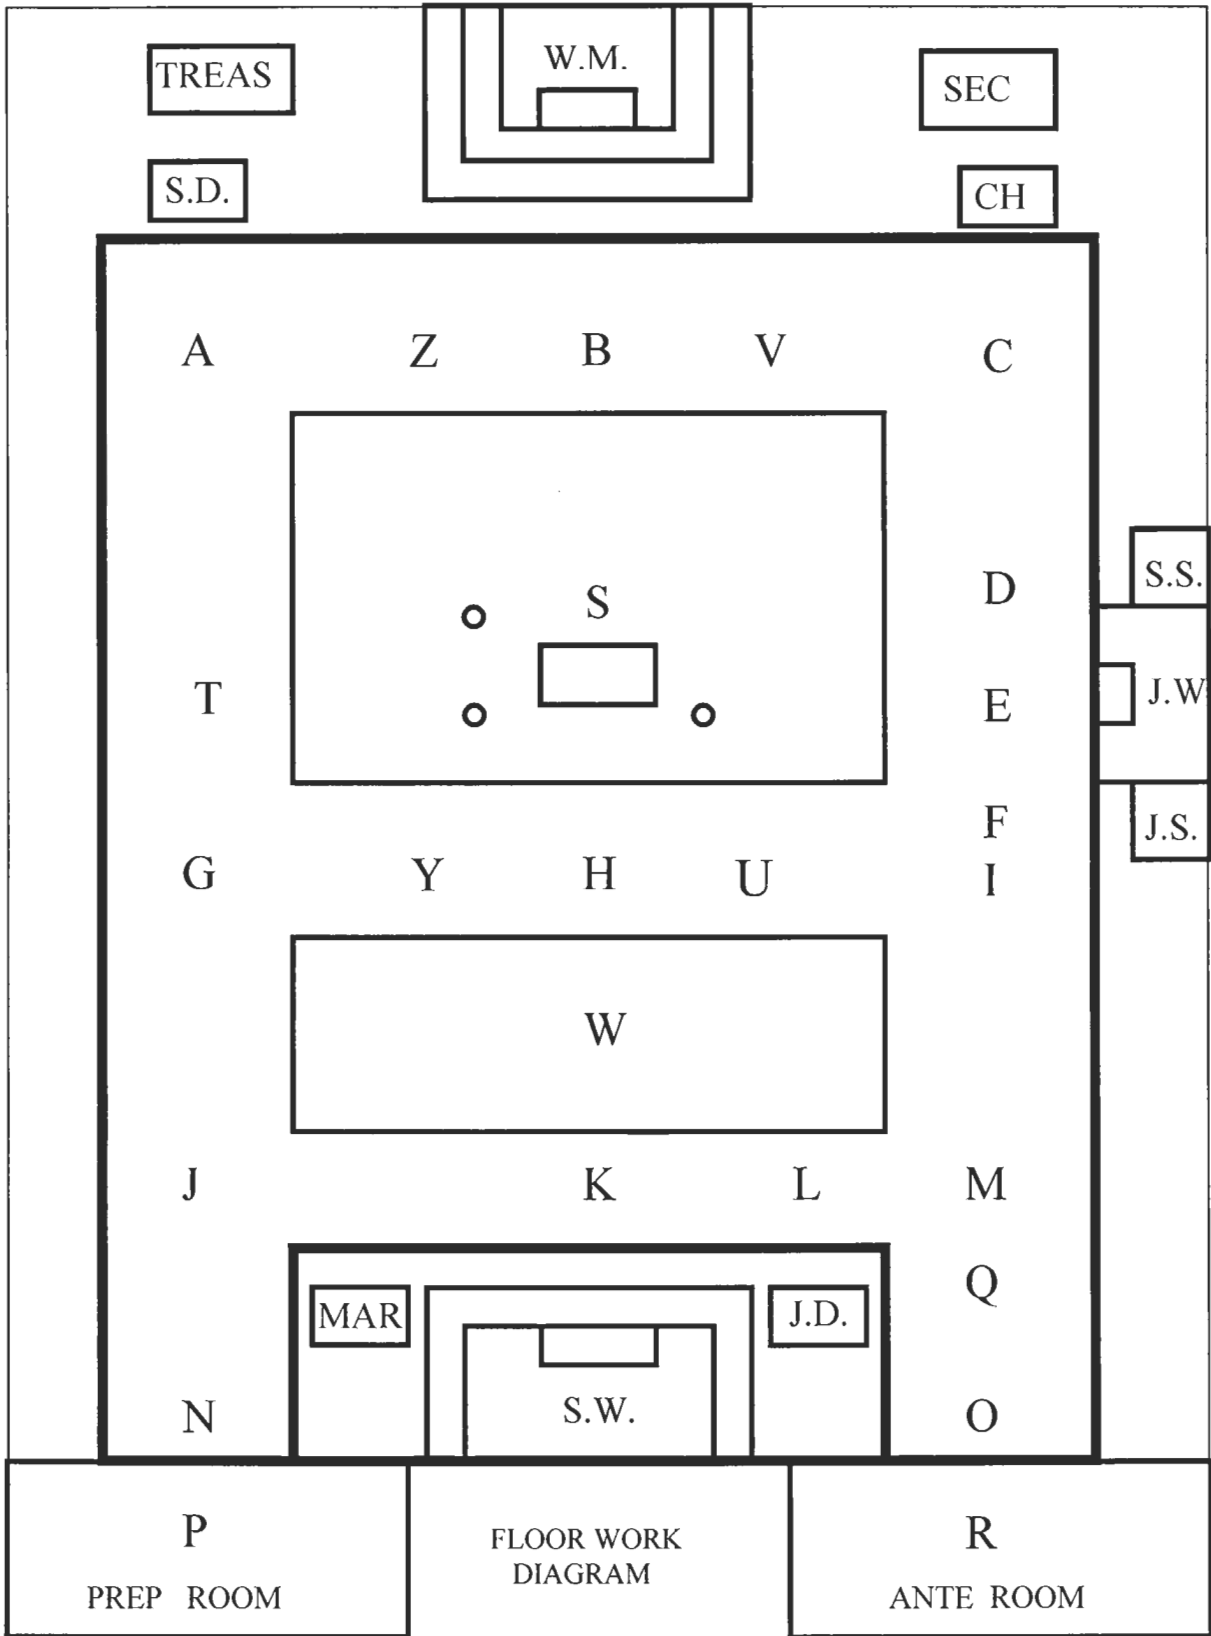 TREAS
W.M.
SEC
S.D.
CH
A Z B V C
S.S.
D
S
J.W
T
E
F
J.S.
G Y H U I
W
J K L M
Q
MAR
J.D.
S.W.
N
O
P
R
FLOOR WORK
DIAGRAM
PREP ROOM
ANTE ROOM